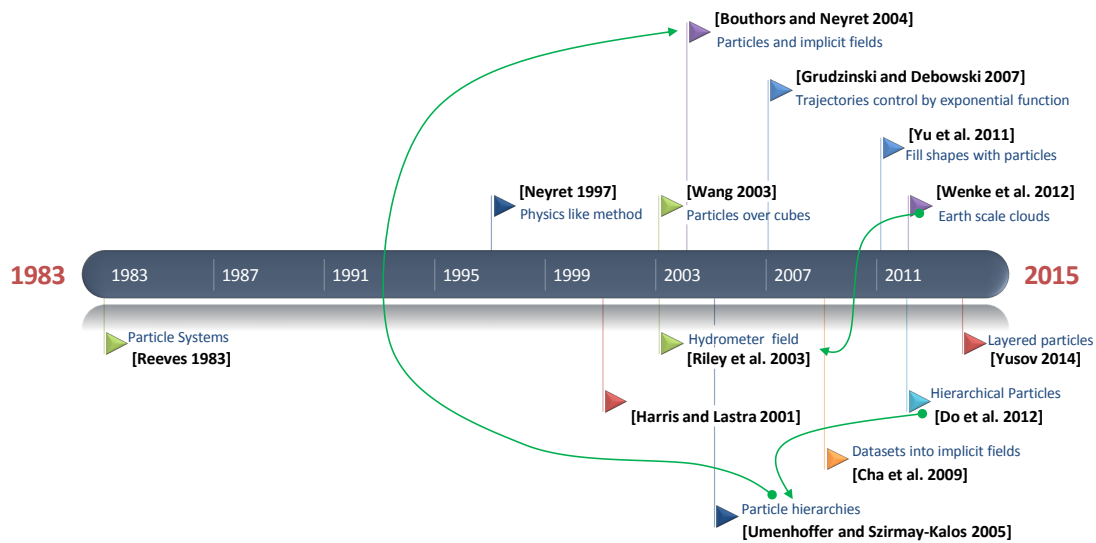 [Bouthors and Neyret 2004]
Particles and implicit fields
[Grudzinski and Debowski 2007]
Trajectories control by exponential function
[Yu et al. 2011]
Fill shapes with particles
[Neyret 1997]
Physics like method
[Wang 2003]
Particles over cubes
[Wenke et al. 2012]
Earth scale clouds
1983
1983
1987
1991
1995
1999
2003
2007
2011
2015
Particle Systems
[Reeves 1983]
Hydrometer field
[Riley et al. 2003]
Layered particles
[Yusov 2014]
[Harris and Lastra 2001]
Hierarchical Particles
[Do et al. 2012]
Datasets into implicit fields
[Cha et al. 2009]
Particle hierarchies
[Umenhoffer and Szirmay-Kalos 2005]